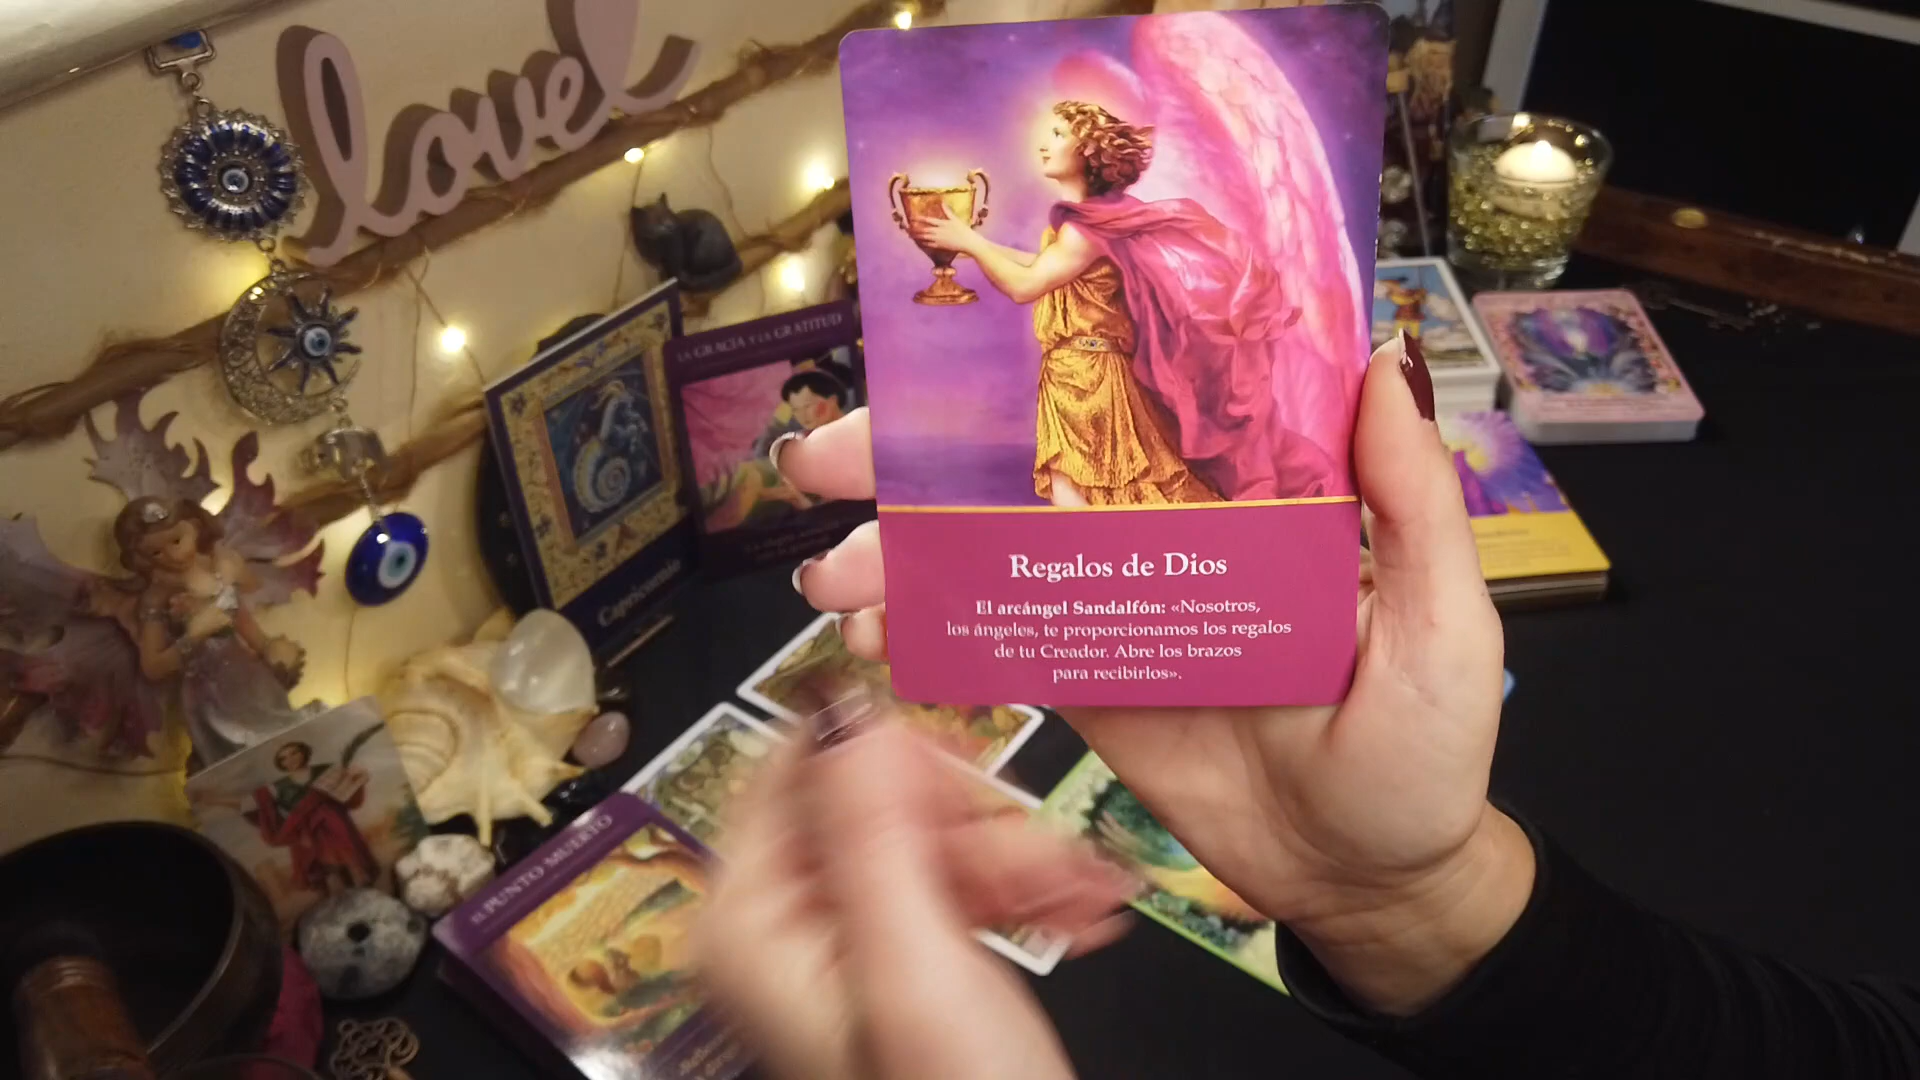 love
LA GRACIA Y LA GRATITUD
Capricornio
Regalos de Dios
El arcángel Sandalfón: «Nosotros,
los ángeles, te proporcionamos los regalos
de tu Creador. Abre los brazos
para recibirlos».
EL PUNTO MUERTO